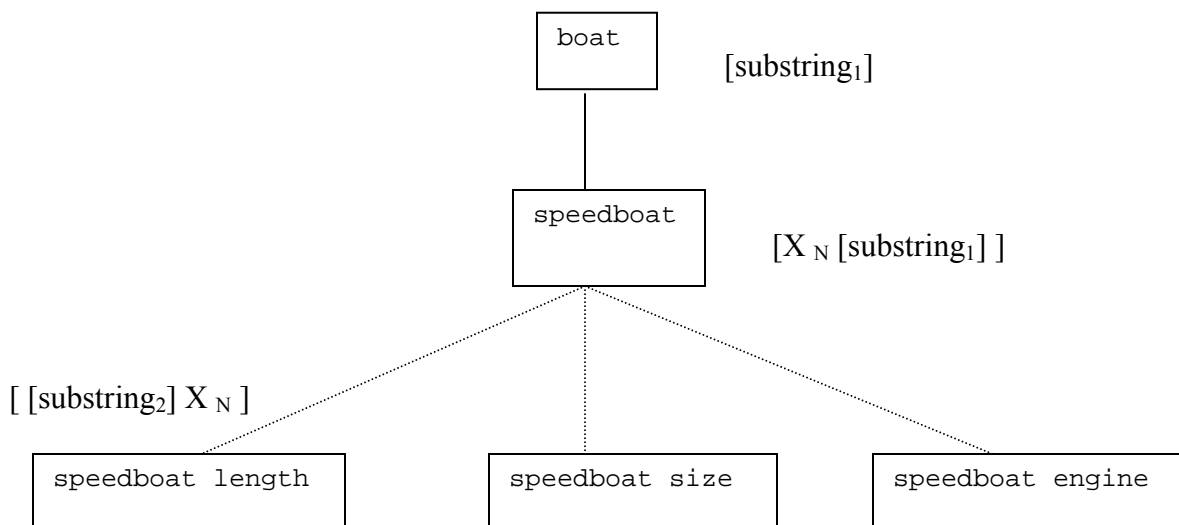 boat
[substring₁]
speedboat
[X N [substring₁] ]
[ [substring₂] X N ]
speedboat length
speedboat size
speedboat engine